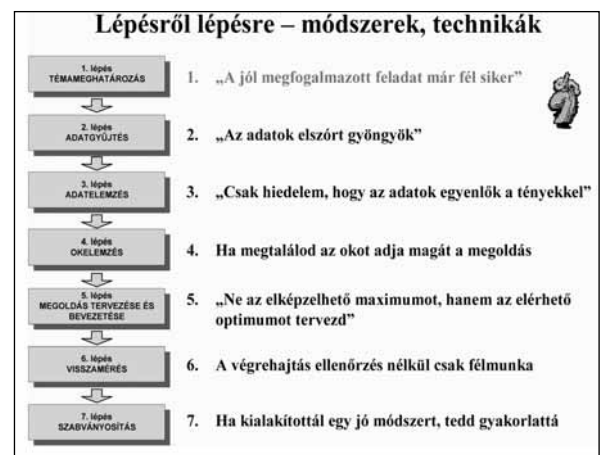 Lépésről lépésre – módszerek, technikák
1. lépés
TÉMAMEGHATÁROZÁS
1. „A jól megfogalmazott feladat már fél siker”
2. lépés
ADATGYŰJTÉS
2. „Az adatok elszórt gyöngyök”
3. lépés
ADATELEMZÉS
3. „Csak hiedelem, hogy az adatok egyenlők a tényekkel”
4. lépés
OKELEMZÉS
4. Ha megtalálod az okot adja magát a megoldás
5. lépés
MEGOLDÁS TERVEZÉSE ÉS
BEVEZETÉSE
5. „Ne az elképzelhető maximumot, hanem az elérhető
optimumot tervezd”
6. lépés
VISSZAMÉRÉS
6. A végrehajtás ellenőrzés nélkül csak félmunka
7. lépés
SZABVÁNYOSÍTÁS
7. Ha kialakítottál egy jó módszert, tedd gyakorlattá